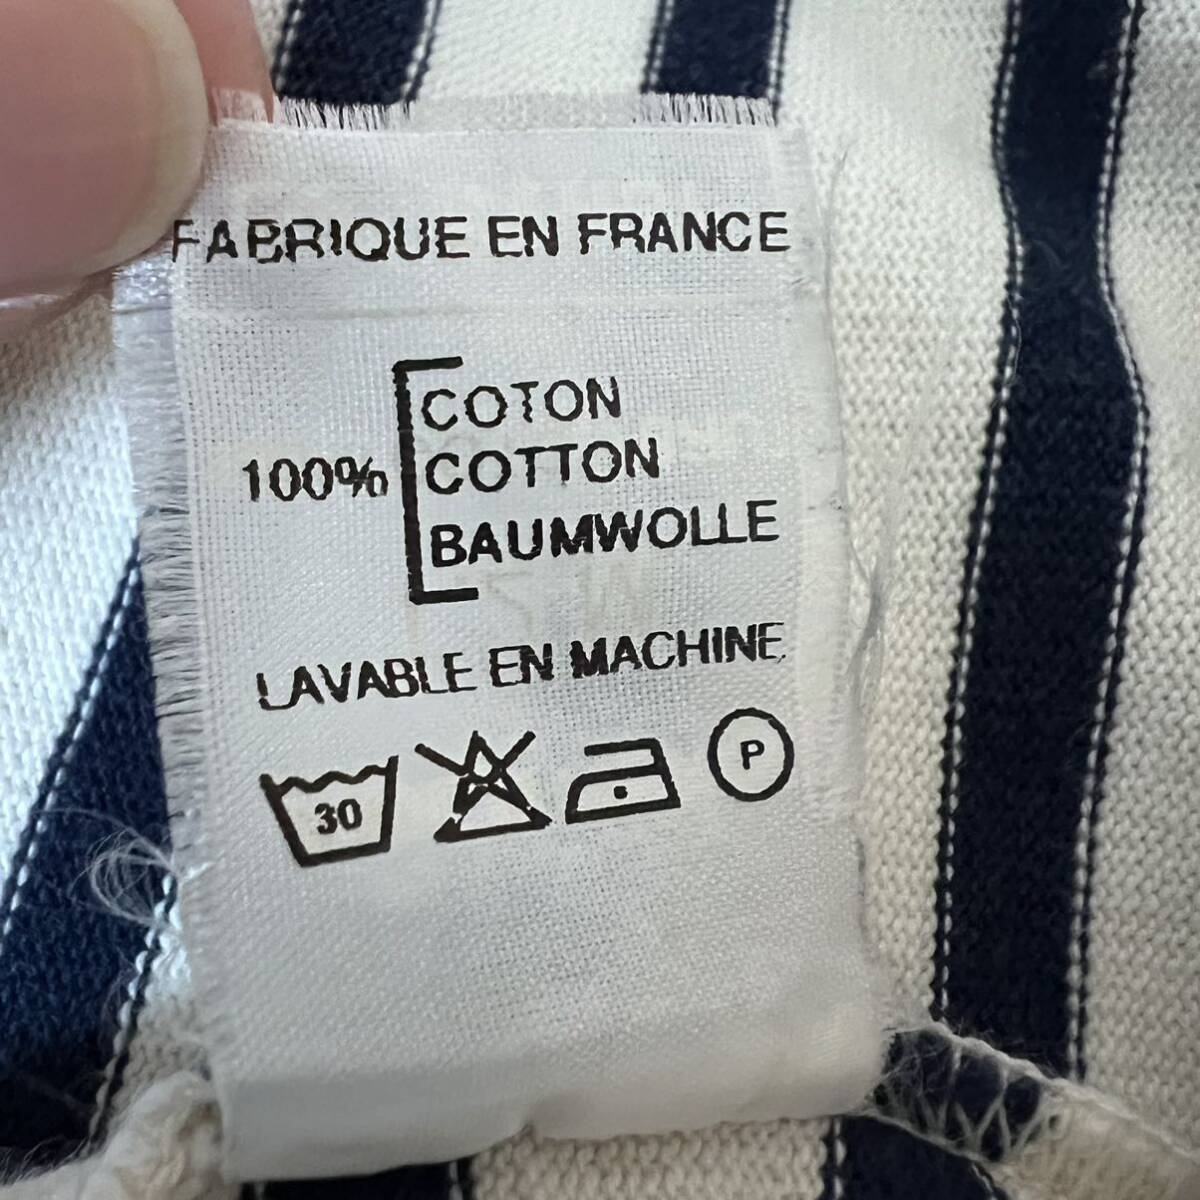 FABRIQUE EN FRANCE
COTON
100% COTTON
BAUMWOLLE
LAVABLE EN MACHINE
30 P